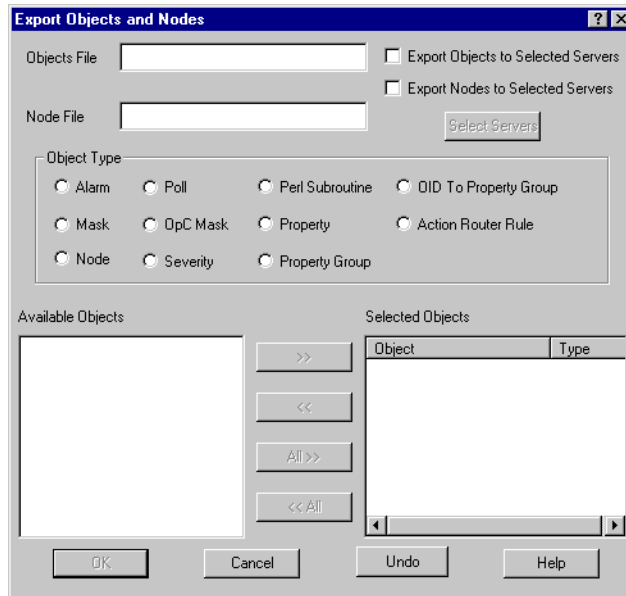 Export Objects and Nodes
Objects File
Export Objects to Selected Servers
Export Nodes to Selected Servers
Node File
Select Servers
Object Type
Alarm Poll Perl Subroutine OID To Property Group
Mask OpC Mask Property Action Router Rule
Node Severity Property Group
Available Objects Selected Objects
Object Type
>>
<<
All >>
<< All
OK Cancel Undo Help